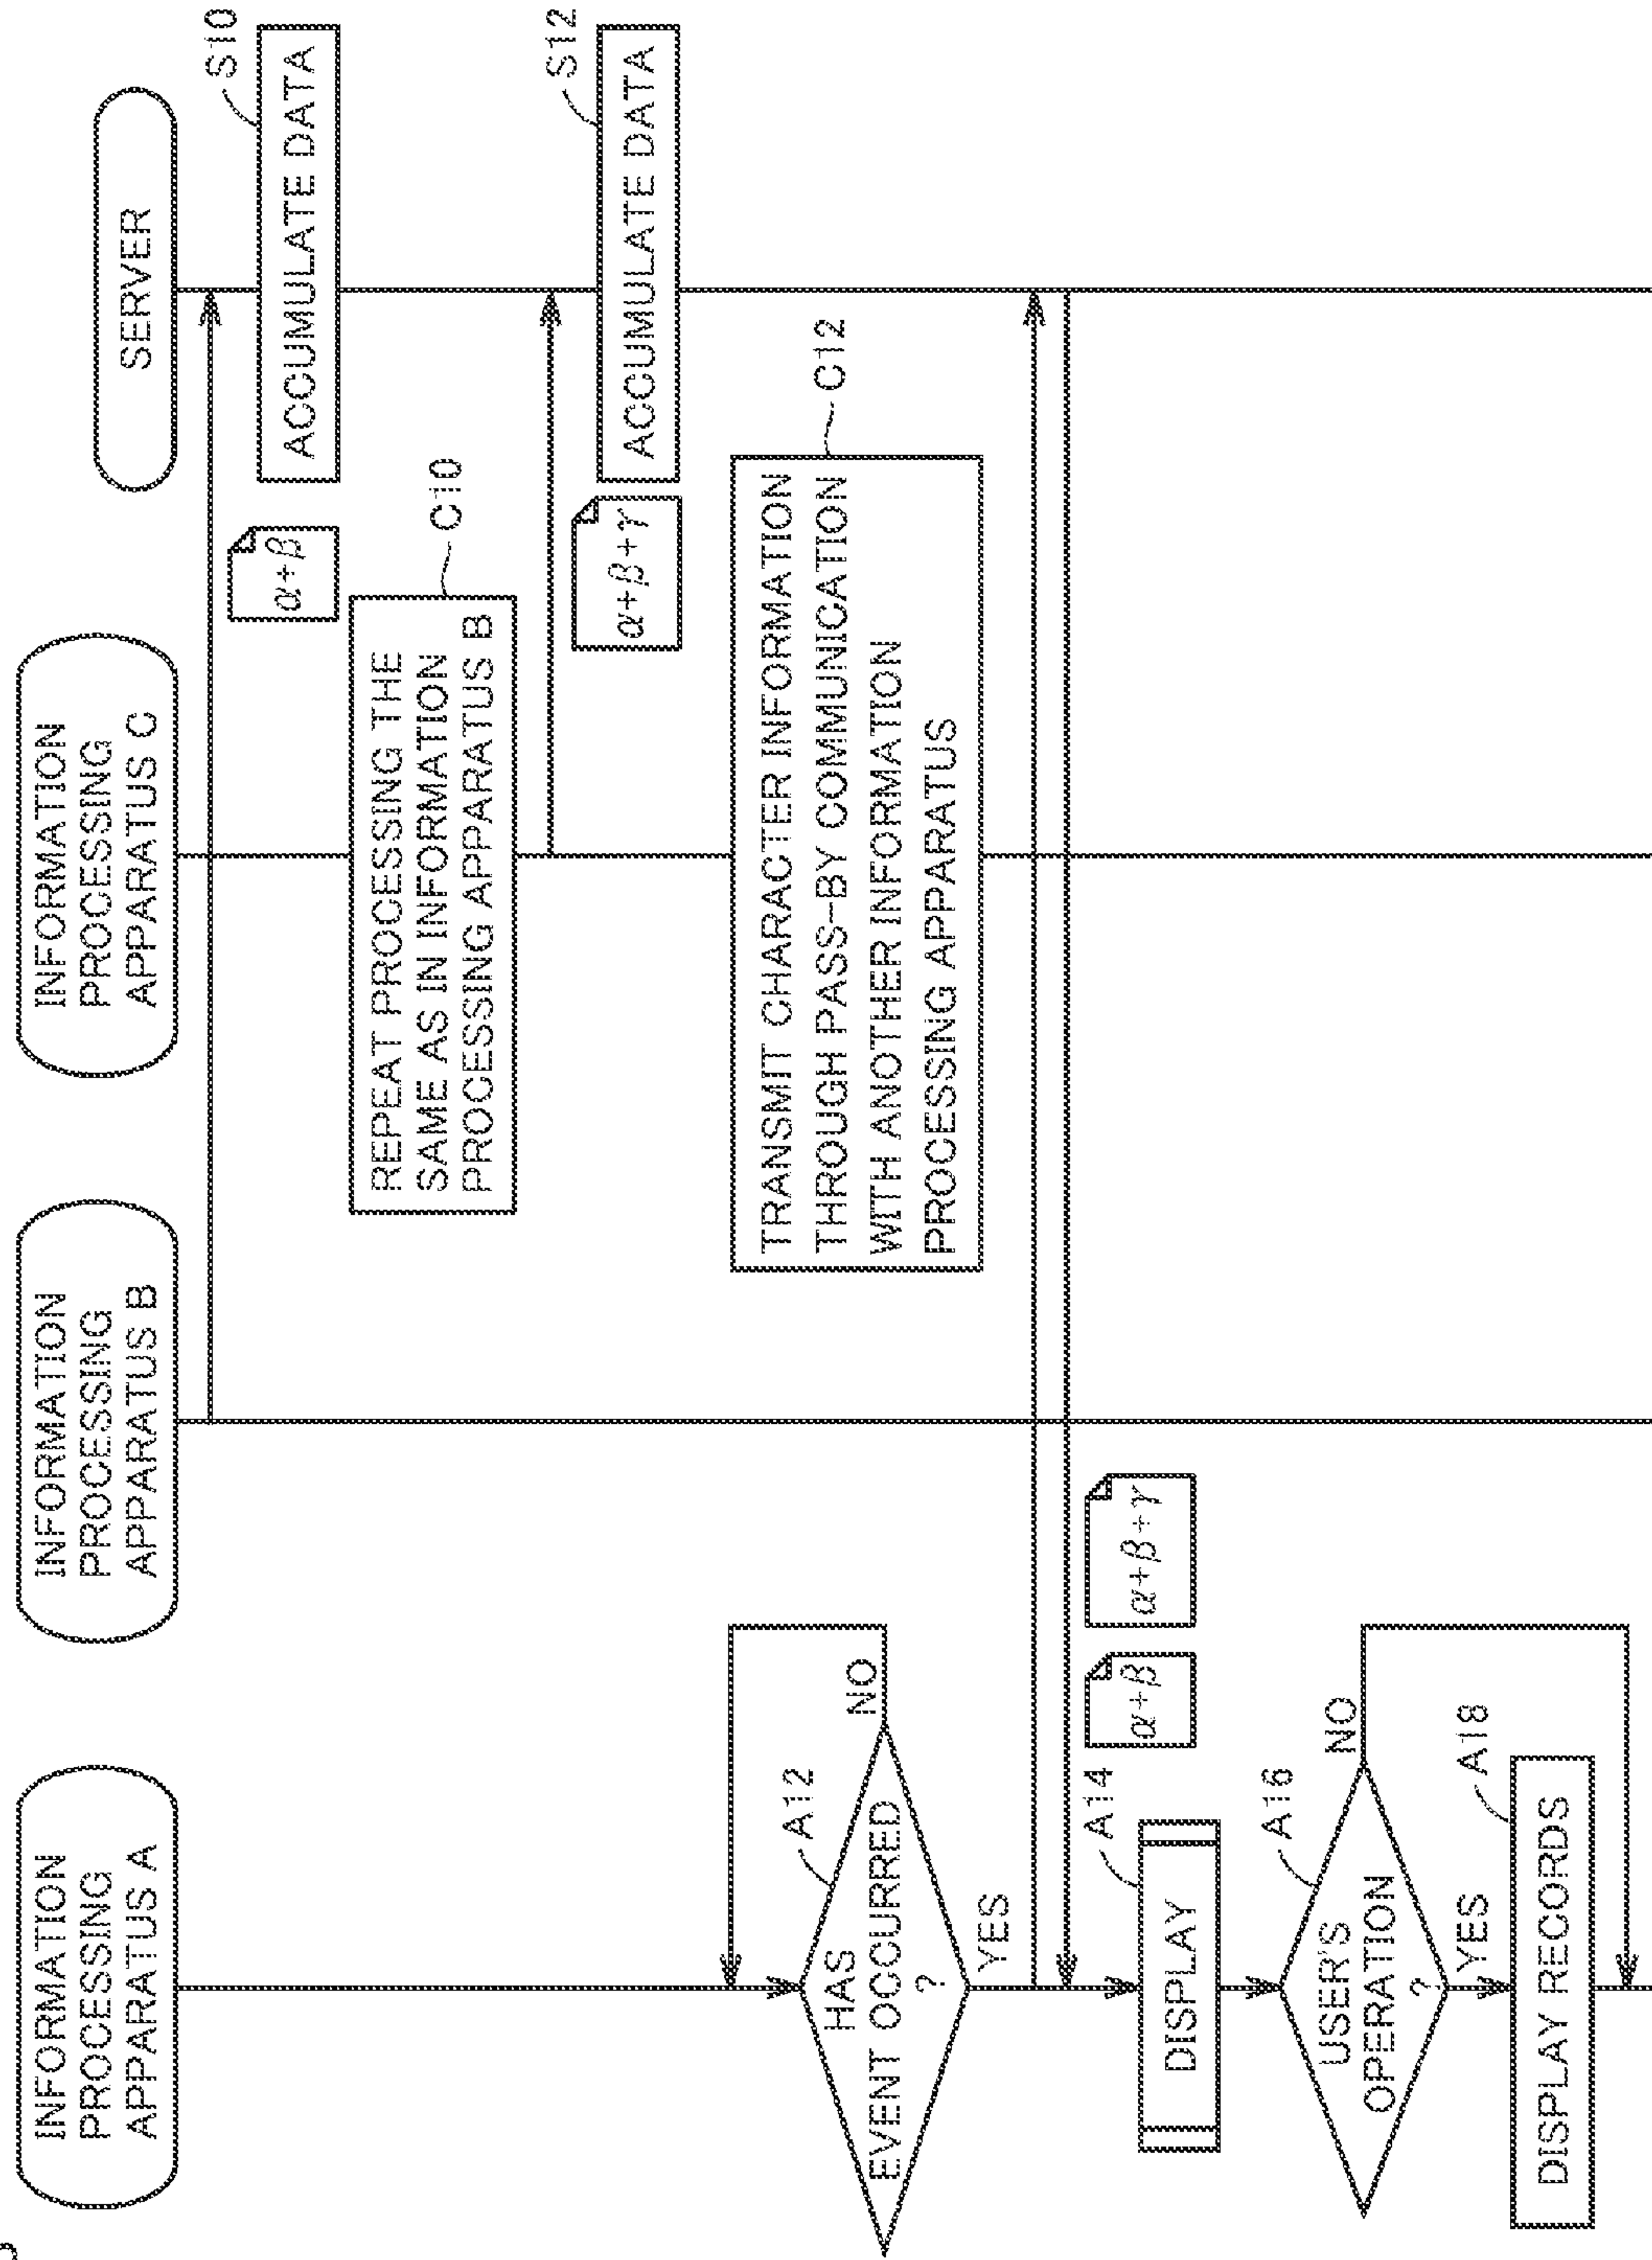 INFORMATION
PROCESSING
APPARATUS A
INFORMATION
PROCESSING
APPARATUS B
INFORMATION
PROCESSING
APPARATUS C
SERVER
S10
ACCUMULATE DATA
α+β
C10
REPEAT PROCESSING THE
SAME AS IN INFORMATION
PROCESSING APPARATUS B
S12
ACCUMULATE DATA
α+β+γ
C12
TRANSMIT CHARACTER INFORMATION
THROUGH PASS-BY COMMUNICATION
WITH ANOTHER INFORMATION
PROCESSING APPARATUS
A12
HAS
EVENT OCCURRED
?
NO
YES
α+β
α+β+γ
A14
DISPLAY
A16
USER'S
OPERATION
?
NO
YES
A18
DISPLAY RECORDS